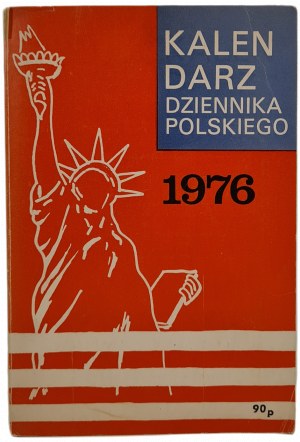 KALEN
DARZ
DZIENNIKA
POLSKIEGO
1976
90p